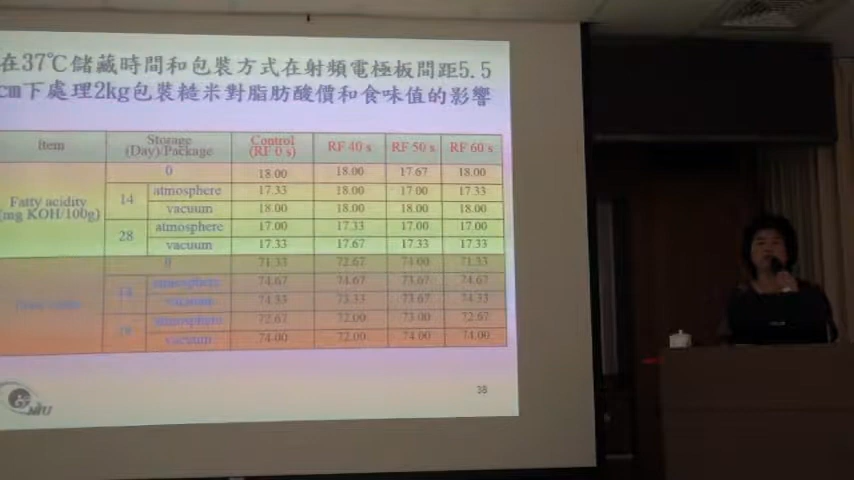 在37℃儲藏時間和包裝方式在射頻電極板間距5.5
cm下處理2kg包裝糙米對脂肪酸價和食味值的影響
Item Storage (Day)/Package Control (RF 0 s) RF 40 s RF 50 s RF 60 s
Fatty acidity (mg KOH/100g) 0 18.00 18.00 17.67 18.00
14 atmosphere 17.33 18.00 17.00 17.33
vacuum 18.00 18.00 18.00 18.00
28 atmosphere 17.00 17.33 17.00 17.00
vacuum 17.33 17.67 17.33 17.33
0 71.33 72.67 74.00 71.33
14 atmosphere 74.67 74.67 73.67 74.67
vacuum 74.33 73.33 73.67 74.33
atmosphere 72.67 72.00 73.00 72.67
vacuum 74.00 72.00 74.00 74.00
38
NIU